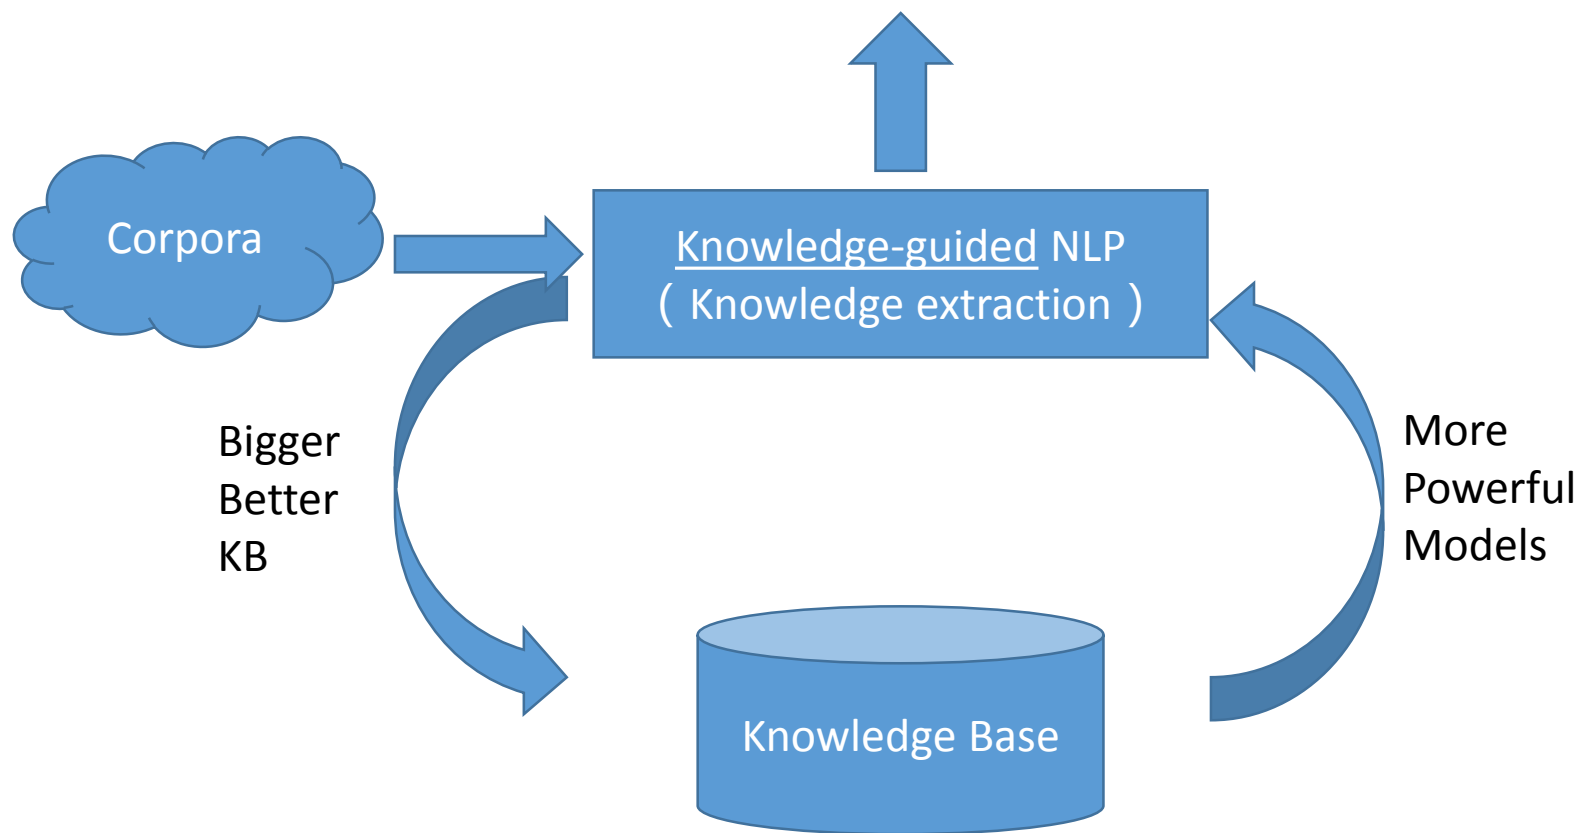 Corpora
Knowledge-guided NLP
( Knowledge extraction )
Bigger
Better
KB
More
Powerful
Models
Knowledge Base